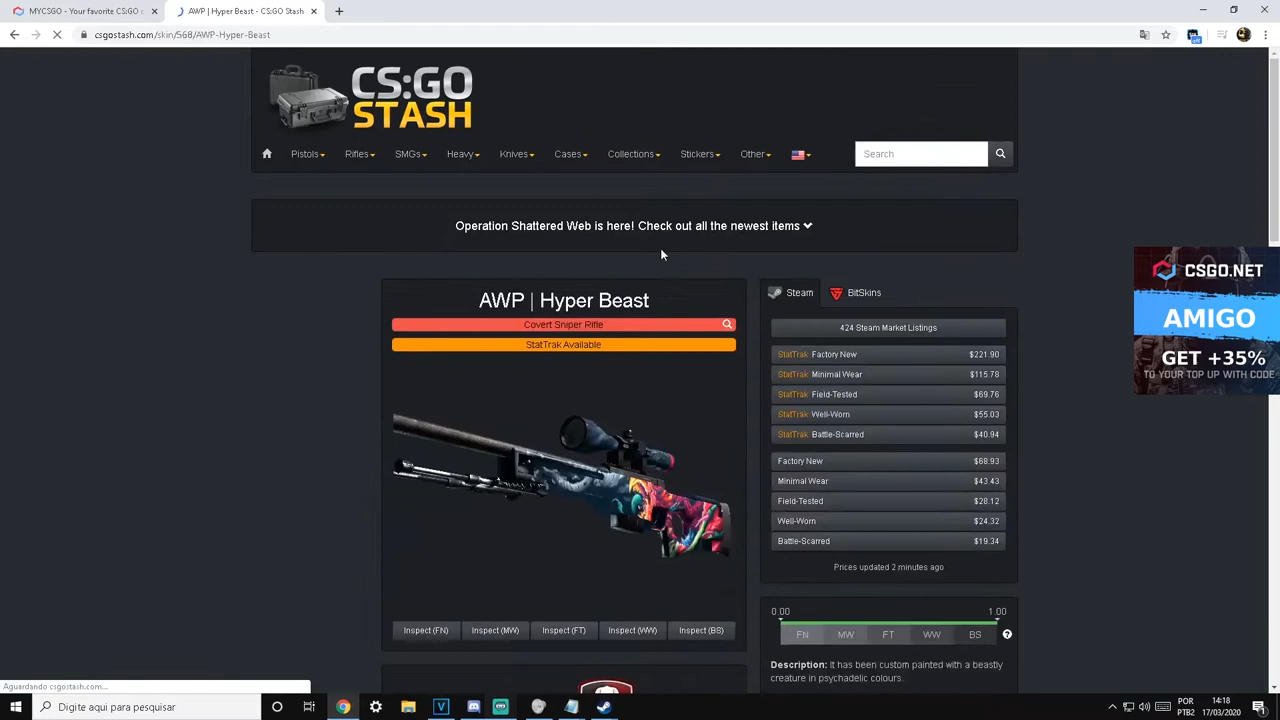 MYCSGO - Your favorite CS:GO c
AWP | Hyper Beast - CS:GO Stash
csgostash.com/skin/568/AWP-Hyper-Beast
off
CS:GO
STASH
Pistols
Rifles
SMGs
Heavy
Knives
Cases
Collections
Stickers
Other
Search
Operation Shattered Web is here! Check out all the newest items
AWP | Hyper Beast
Covert Sniper Rifle
StatTrak Available
Inspect (FN)
Inspect (MW)
Inspect (FT)
Inspect (WW)
Inspect (BS)
Steam
BitSkins
424 Steam Market Listings
StatTrak Factory New $221.90
StatTrak Minimal Wear $115.78
StatTrak Field-Tested $69.76
StatTrak Well-Worn $55.03
StatTrak Battle-Scarred $40.94
Factory New $68.93
Minimal Wear $43.43
Field-Tested $28.12
Well-Worn $24.32
Battle-Scarred $19.34
Prices updated 2 minutes ago
0.00 1.00
FN MW FT WW BS
Description: It has been custom painted with a beastly
creature in psychadelic colours.
CSGO.NET
AMIGO
GET +35%
TO YOUR TOP UP WITH CODE
Aguardando csgostash.com...
Digite aqui para pesquisar
POR
PTB2
14:18
17/03/2020
1